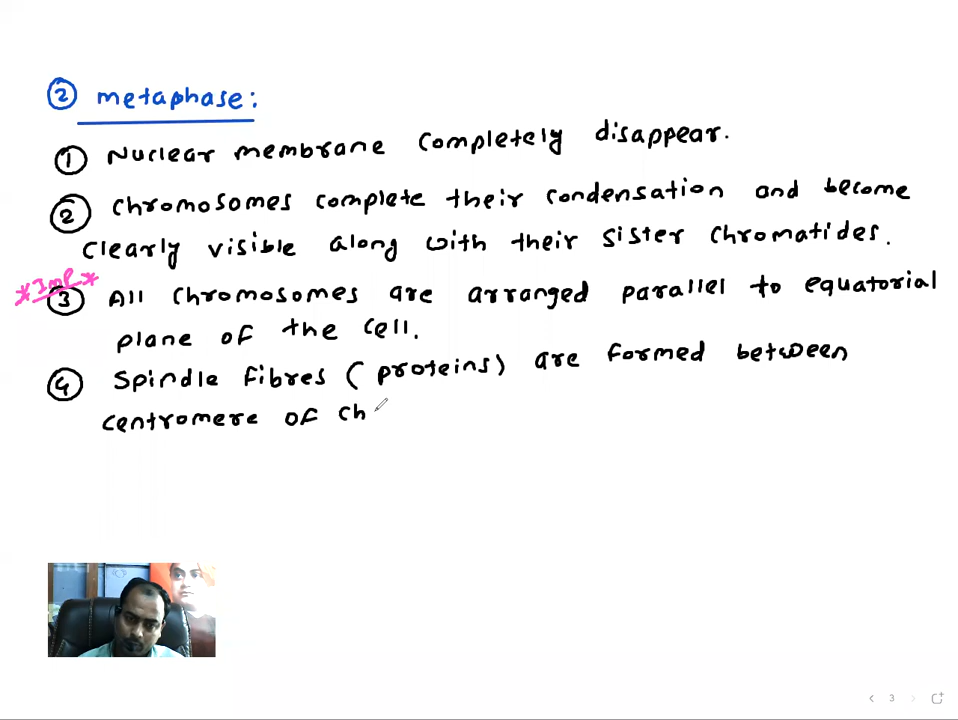 ② metaphase:
① Nuclear membrane completely disappear.
② Chromosomes complete their condensation and become
clearly visible along with their sister chromatides.
*Imp*
③ All chromosomes are arranged parallel to equatorial
plane of the cell.
④ Spindle fibres (proteins) are formed between
centromere of ch
3